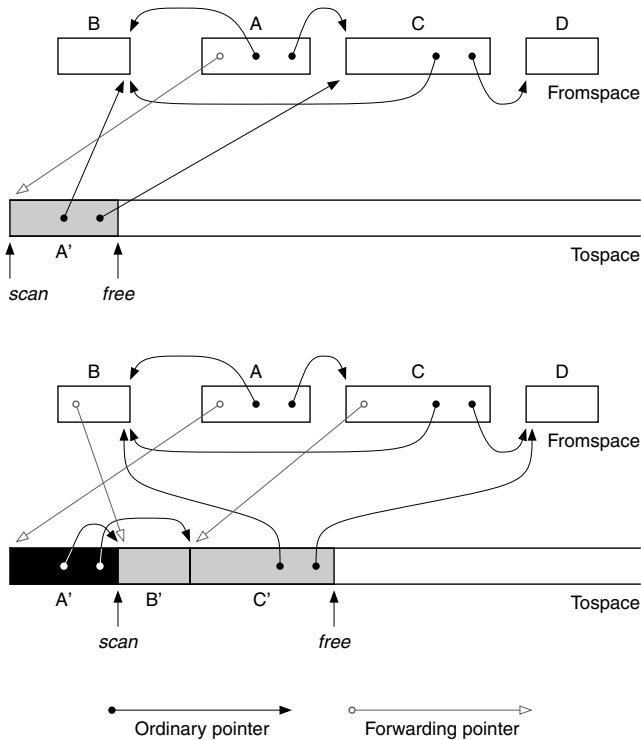 B A C D
Fromspace
A'
Tospace
scan free
B A C D
Fromspace
A' B' C'
Tospace
scan free
Ordinary pointer Forwarding pointer